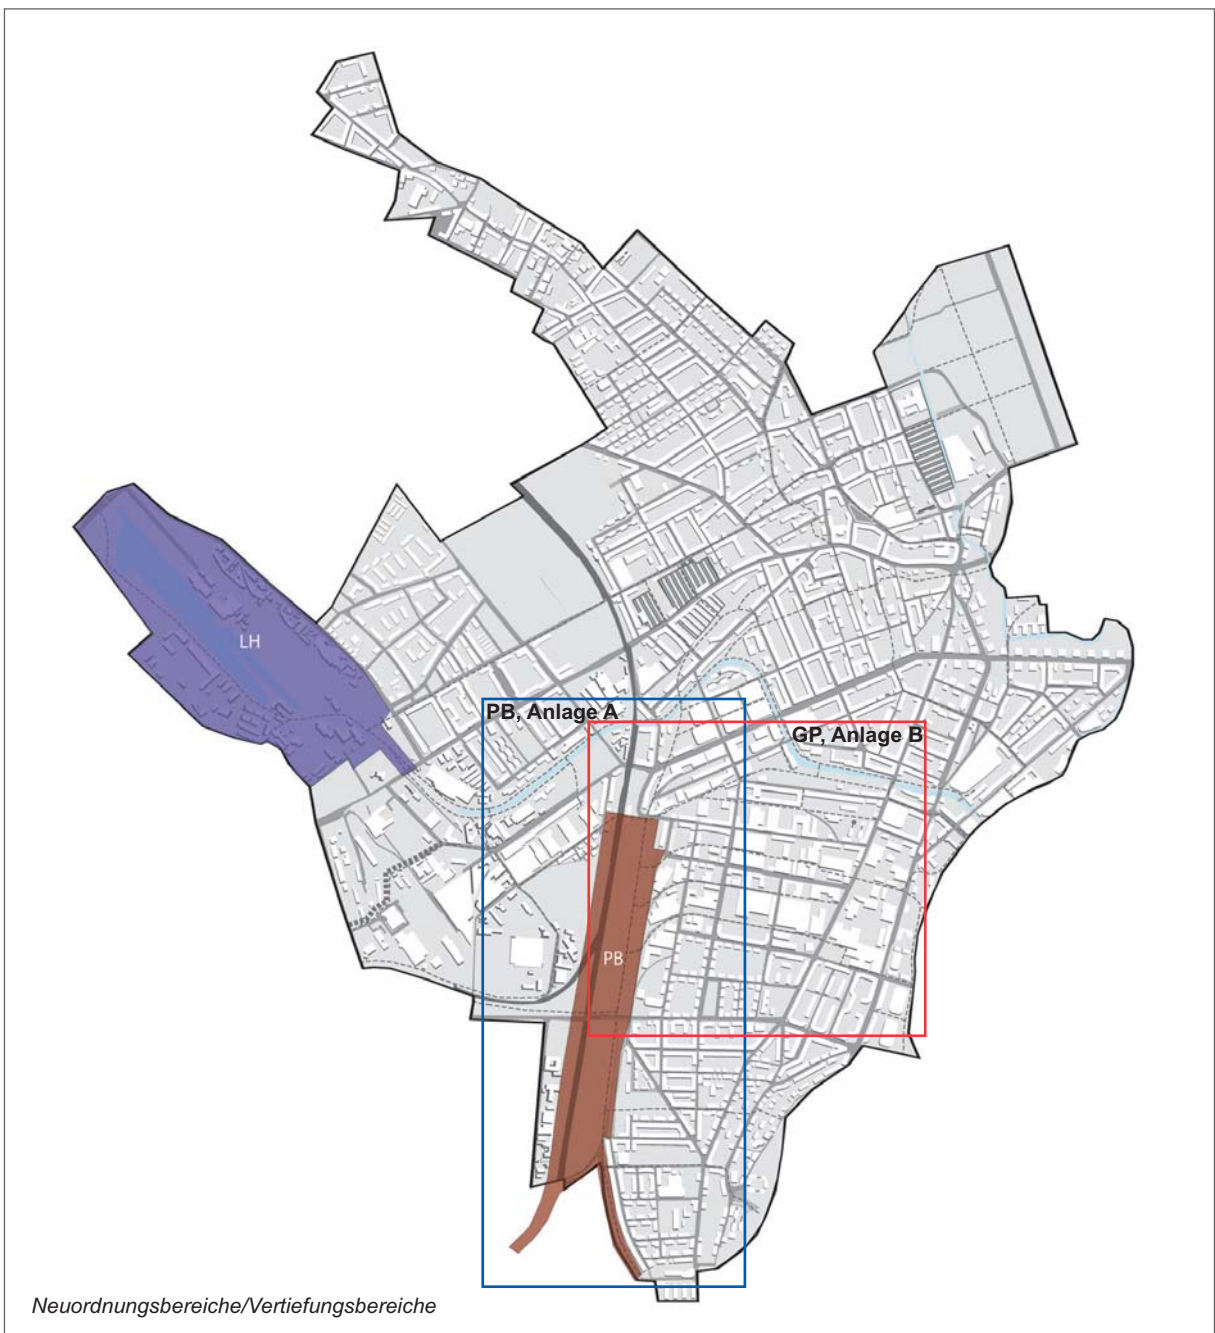 LH
PB, Anlage A
GP, Anlage B
PB
Neuordnungsbereiche/Vertiefungsbereiche